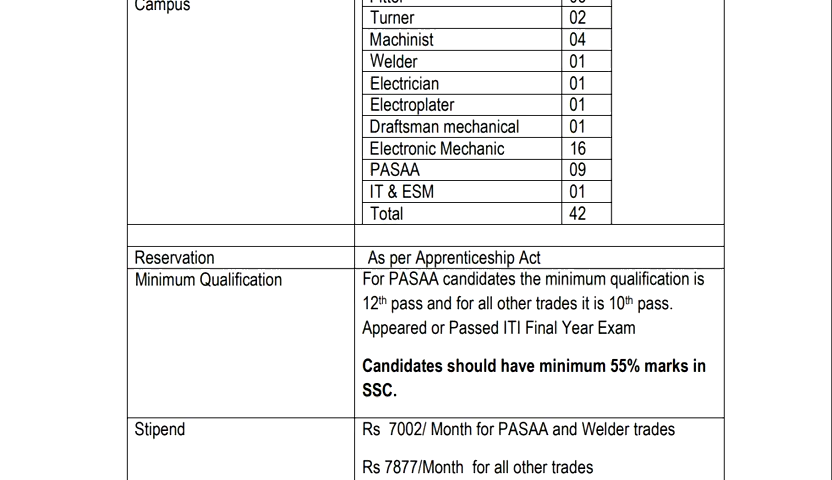 Campus
Turner 02
Machinist 04
Welder 01
Electrician 01
Electroplater 01
Draftsman mechanical 01
Electronic Mechanic 16
PASAA 09
IT & ESM 01
Total 42
Reservation As per Apprenticeship Act
Minimum Qualification For PASAA candidates the minimum qualification is
12th pass and for all other trades it is 10th pass.
Appeared or Passed ITI Final Year Exam
Candidates should have minimum 55% marks in
SSC.
Stipend Rs 7002/ Month for PASAA and Welder trades
Rs 7877/Month for all other trades